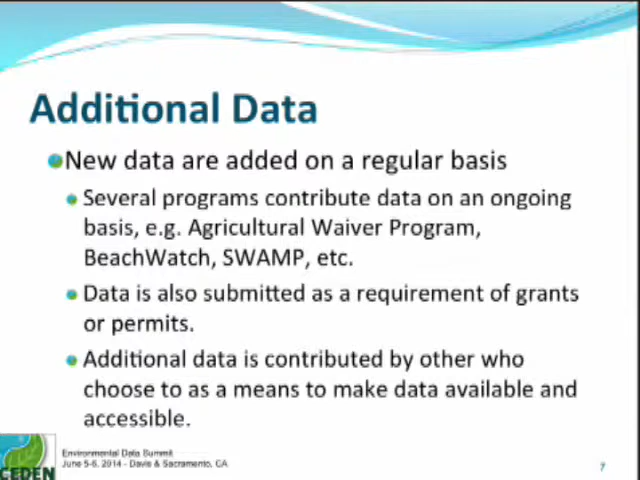 Additional Data
New data are added on a regular basis
Several programs contribute data on an ongoing
basis, e.g. Agricultural Waiver Program,
BeachWatch, SWAMP, etc.
Data is also submitted as a requirement of grants
or permits.
Additional data is contributed by other who
choose to as a means to make data available and
accessible.
CEDEN
Environmental Data Summit
June 5-6, 2014 - Davis & Sacramento, CA
7